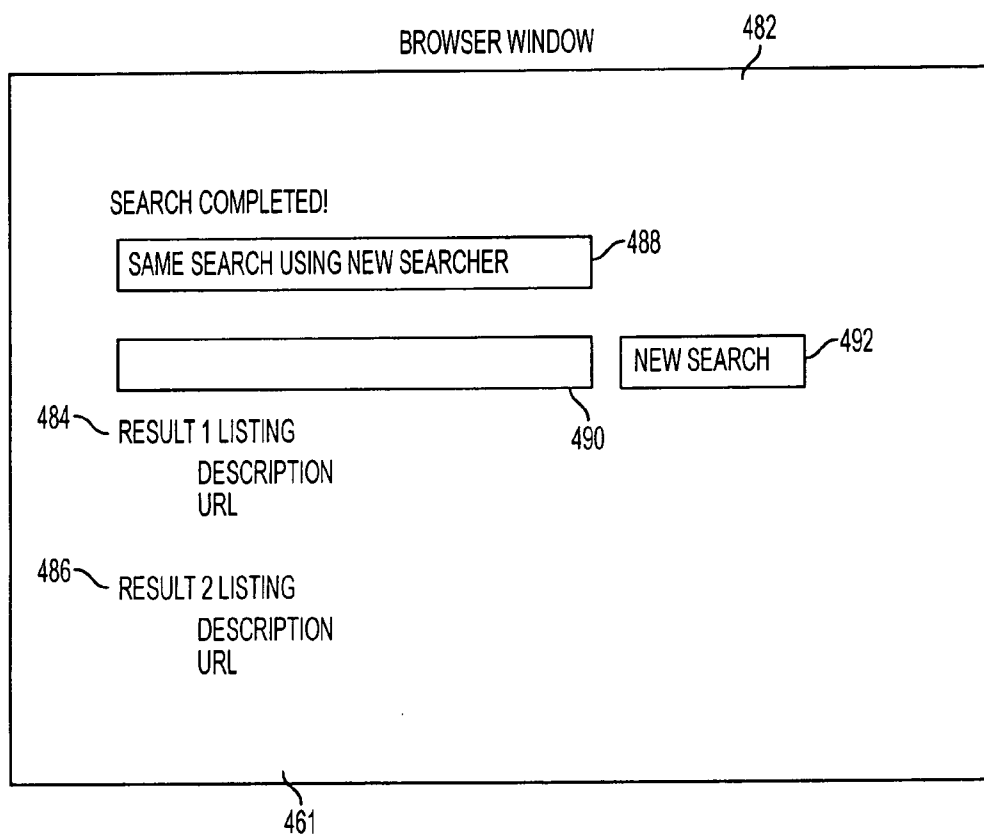 482
BROWSER WINDOW
SEARCH COMPLETED!
SAME SEARCH USING NEW SEARCHER
488
NEW SEARCH
492
490
484
RESULT 1 LISTING
DESCRIPTION
URL
486
RESULT 2 LISTING
DESCRIPTION
URL
461